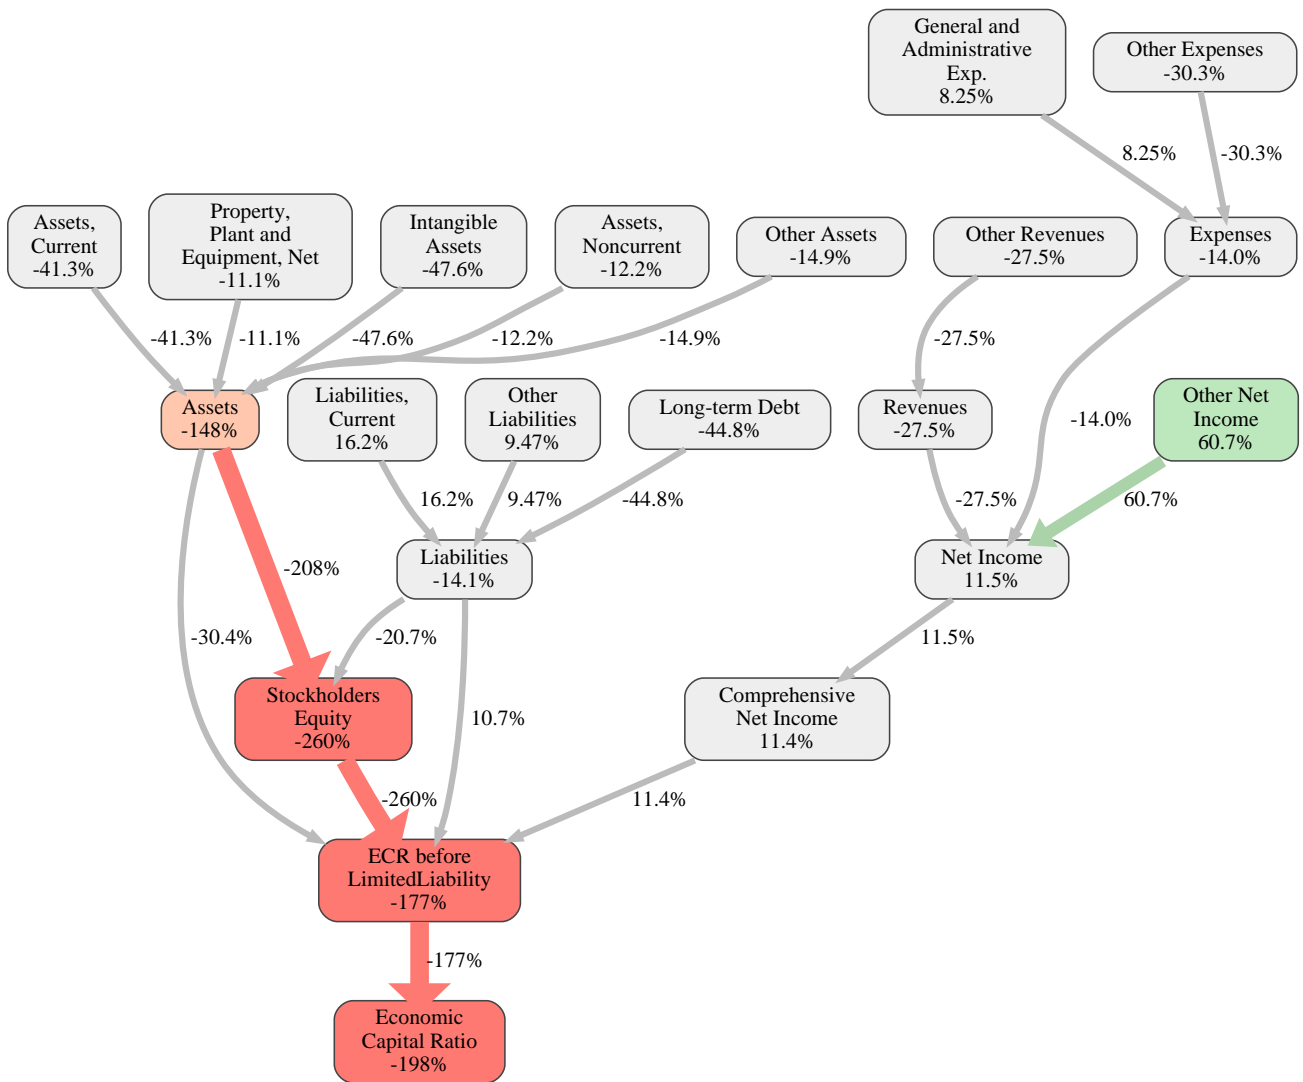 General and
Administrative
Exp.
8.25%
Other Expenses
-30.3%
8.25%
-30.3%
Assets,
Current
-41.3%
Property,
Plant and
Equipment, Net
-11.1%
Intangible
Assets
-47.6%
Assets,
Noncurrent
-12.2%
Other Assets
-14.9%
Other Revenues
-27.5%
Expenses
-14.0%
-41.3%
-11.1%
-47.6%
-12.2%
-14.9%
-27.5%
Assets
-148%
Liabilities,
Current
16.2%
Other
Liabilities
9.47%
Long-term Debt
-44.8%
Revenues
-27.5%
-14.0%
Other Net
Income
60.7%
16.2%
9.47%
-44.8%
-27.5%
60.7%
-208%
Liabilities
-14.1%
Net Income
11.5%
-30.4%
-20.7%
11.5%
Stockholders
Equity
-260%
10.7%
Comprehensive
Net Income
11.4%
-260%
11.4%
ECR before
LimitedLiability
-177%
-177%
Economic
Capital Ratio
-198%